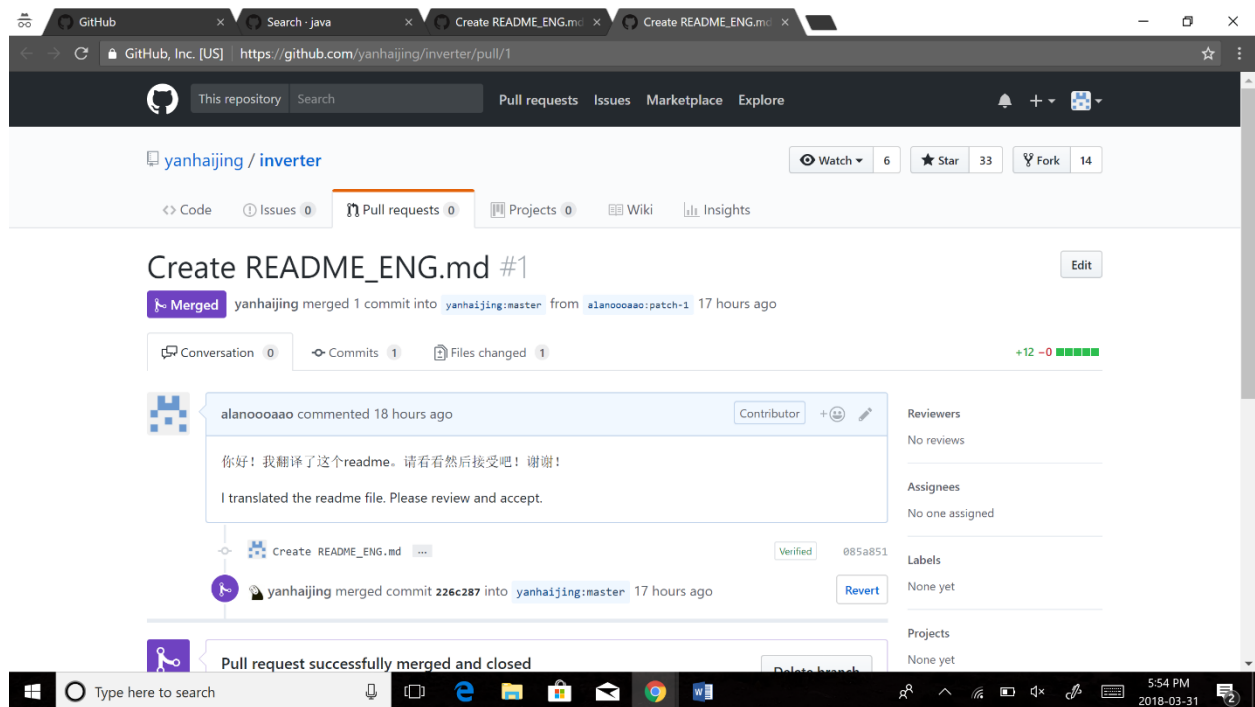 GitHub
Search · java
Create README_ENG.md
Create README_ENG.md
GitHub, Inc. [US] https://github.com/yanhaijing/inverter/pull/1
This repository Search Pull requests Issues Marketplace Explore
yanhaijing / inverter Watch 6 Star 33 Fork 14
Code Issues 0 Pull requests 0 Projects 0 Wiki Insights
Create README_ENG.md #1 Edit
Merged yanhaijing merged 1 commit into yanhaijing:master from alanoooaao:patch-1 17 hours ago
Conversation 0 Commits 1 Files changed 1 +12 −0
alanoooaao commented 18 hours ago Contributor
你好！我翻译了这个readme。请看看然后接受吧！谢谢！
I translated the readme file. Please review and accept.
Create README_ENG.md … Verified 085a851
yanhaijing merged commit 226c287 into yanhaijing:master 17 hours ago Revert
Pull request successfully merged and closed Delete branch
Reviewers
No reviews
Assignees
No one assigned
Labels
None yet
Projects
None yet
Type here to search
5:54 PM
2018-03-31
2